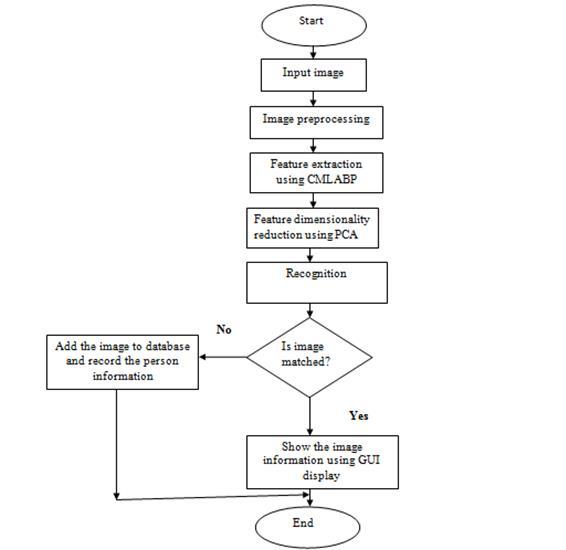 Start
Input image
Image preprocessing
Feature extraction
using CMLABP
Feature dimensionality
reduction using PCA
Recognition
No
Is image
matched?
Add the image to database
and record the person
information
Yes
Show the image
information using GUI
display
End